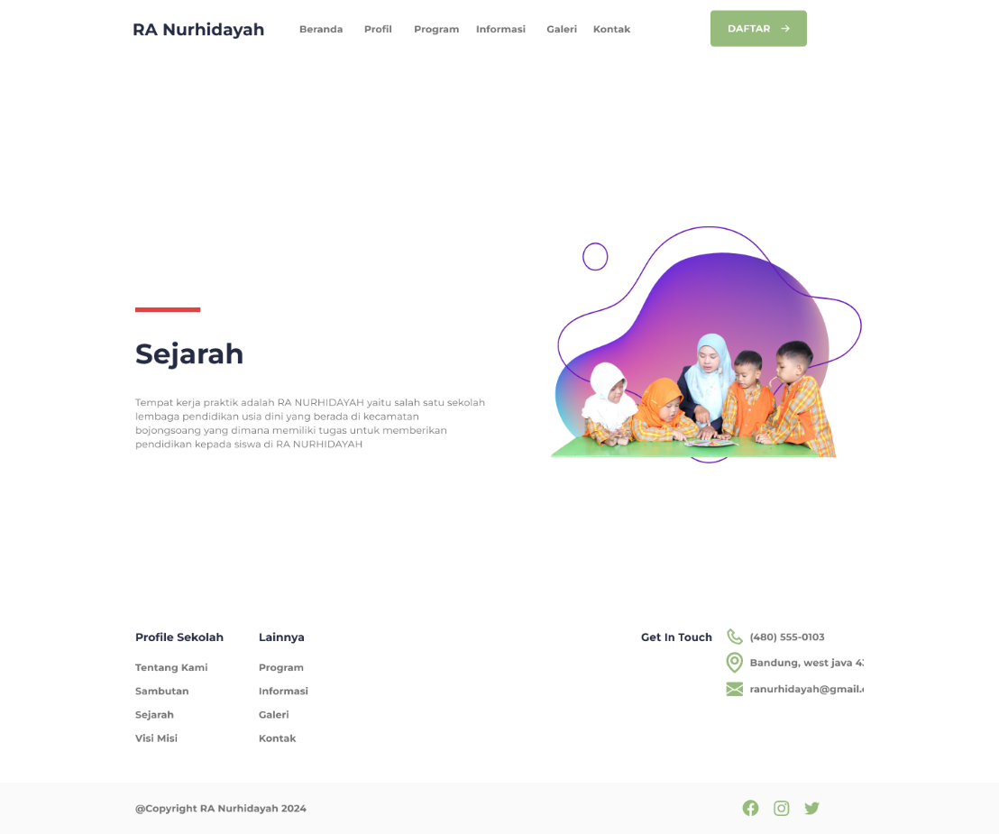 RA Nurhidayah
Beranda Profil Program Informasi Galeri Kontak
DAFTAR
Sejarah
Tempat kerja praktik adalah RA NURHIDAYAH yaitu salah satu sekolah
lembaga pendidikan usia dini yang berada di kecamatan
bojongsoang yang dimana memiliki tugas untuk memberikan
pendidikan kepada siswa di RA NURHIDAYAH
Profile Sekolah
Tentang Kami
Sambutan
Sejarah
Visi Misi
Lainnya
Program
Informasi
Galeri
Kontak
Get In Touch
(480) 555-0103
Bandung, west java
ranurhidayah@gmail.
@Copyright RA Nurhidayah 2024